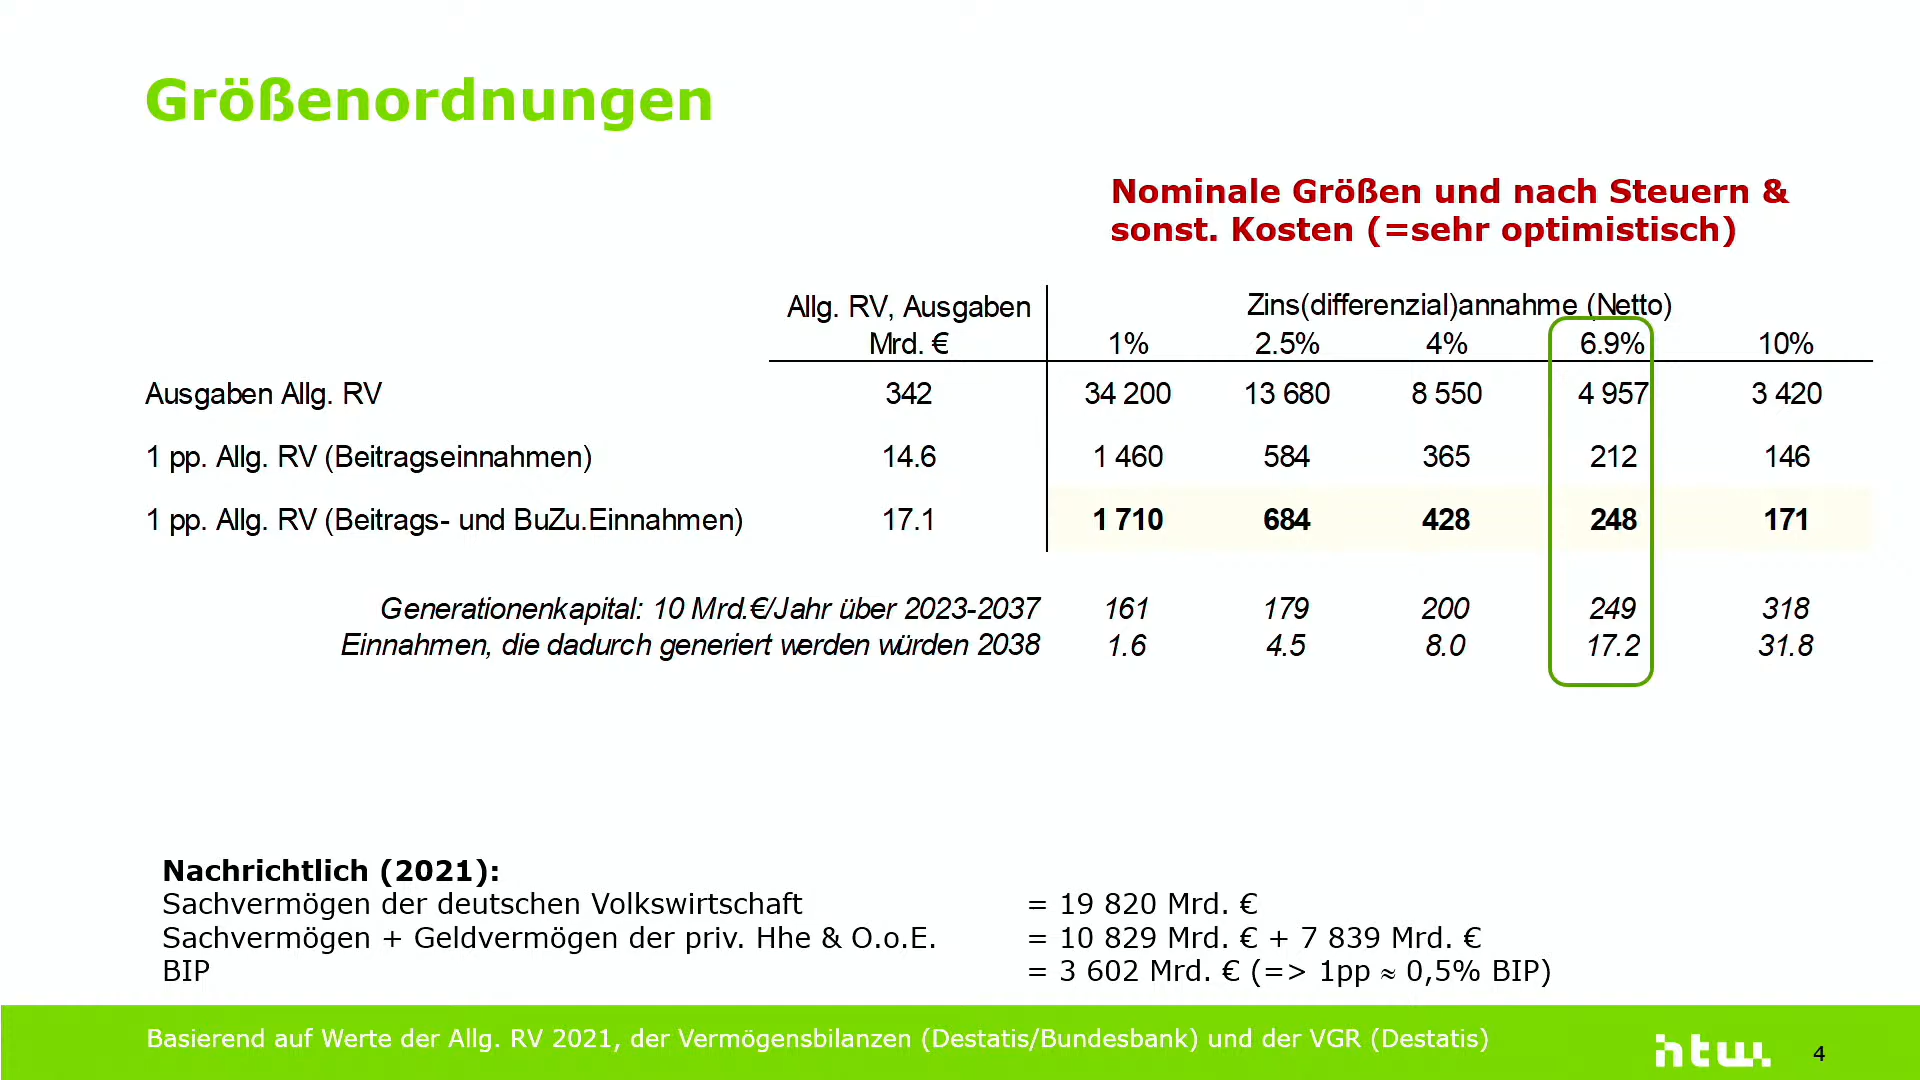 Größenordnungen
Nominale Größen und nach Steuern &
sonst. Kosten (=sehr optimistisch)
Allg. RV, Ausgaben Zins(differenzial)annahme (Netto)
Mrd. € 1% 2.5% 4% 6.9% 10%
Ausgaben Allg. RV 342 34 200 13 680 8 550 4 957 3 420
1 pp. Allg. RV (Beitragseinnahmen) 14.6 1 460 584 365 212 146
1 pp. Allg. RV (Beitrags- und BuZu.Einnahmen) 17.1 1 710 684 428 248 171
Generationenkapital: 10 Mrd.€/Jahr über 2023-2037 161 179 200 249 318
Einnahmen, die dadurch generiert werden würden 2038 1.6 4.5 8.0 17.2 31.8
Nachrichtlich (2021):
Sachvermögen der deutschen Volkswirtschaft = 19 820 Mrd. €
Sachvermögen + Geldvermögen der priv. Hhe & O.o.E. = 10 829 Mrd. € + 7 839 Mrd. €
BIP = 3 602 Mrd. € (=> 1pp ≈ 0,5% BIP)
Basierend auf Werte der Allg. RV 2021, der Vermögensbilanzen (Destatis/Bundesbank) und der VGR (Destatis)
htw.
4